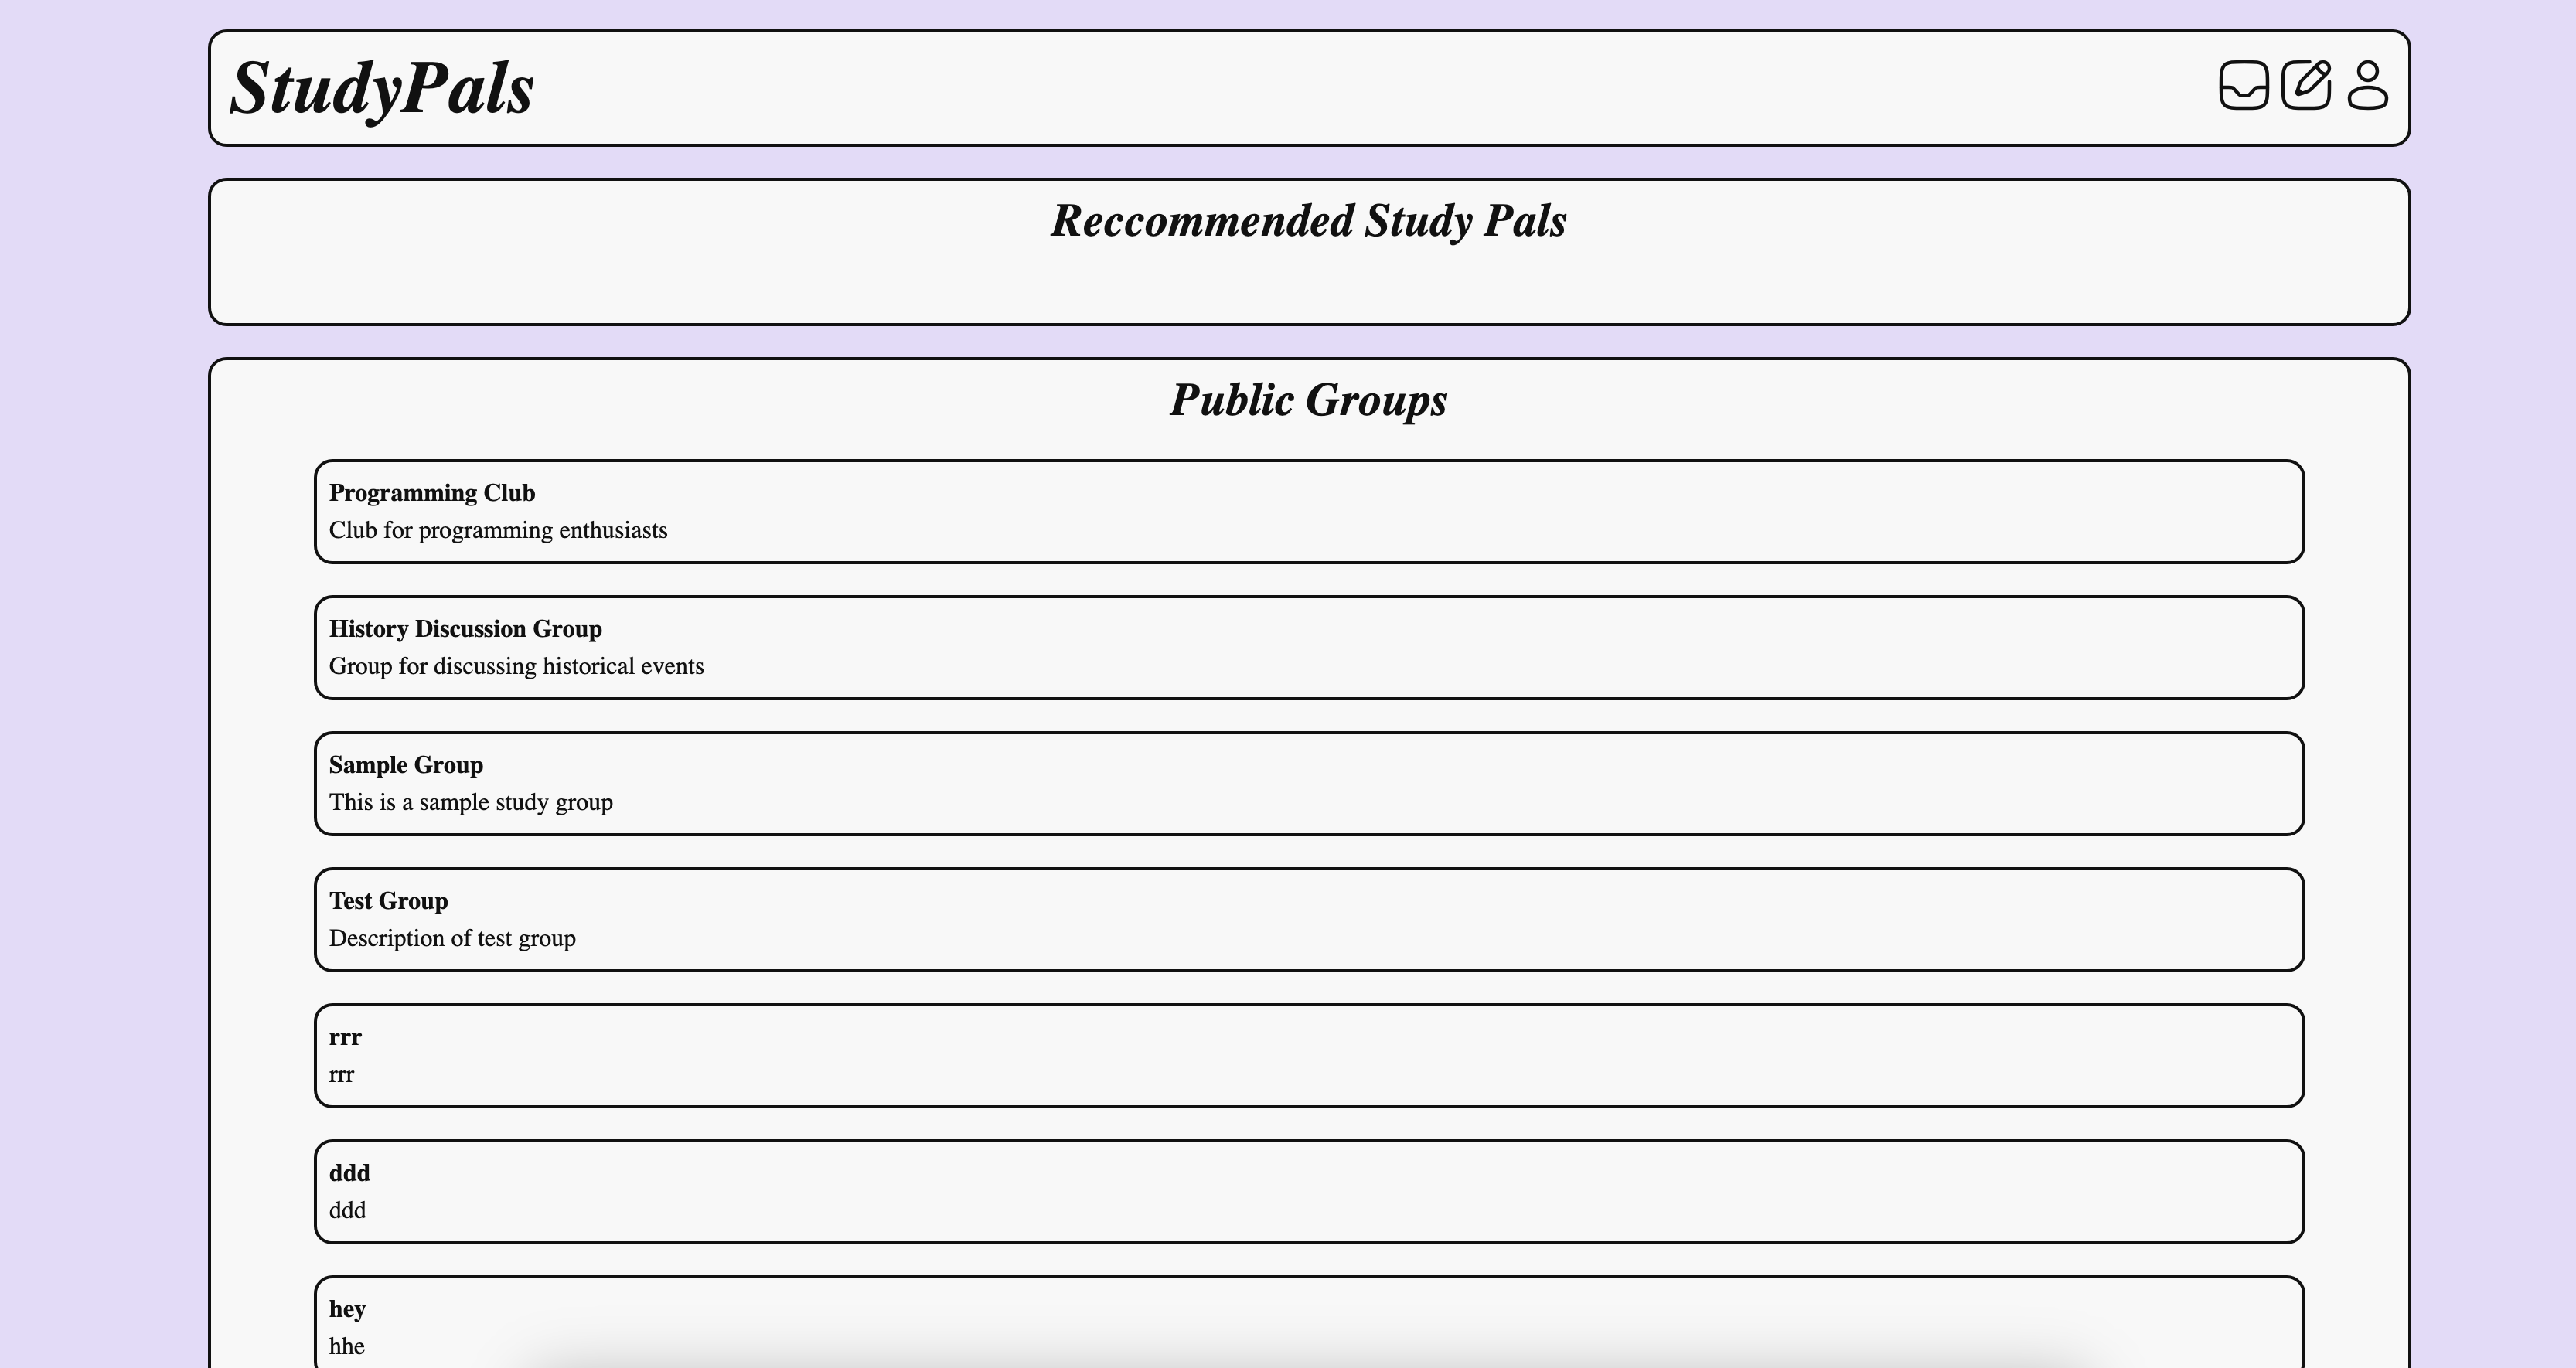 StudyPals
Reccommended Study Pals
Public Groups
Programming Club
Club for programming enthusiasts
History Discussion Group
Group for discussing historical events
Sample Group
This is a sample study group
Test Group
Description of test group
rrr
rrr
ddd
ddd
hey
hhe